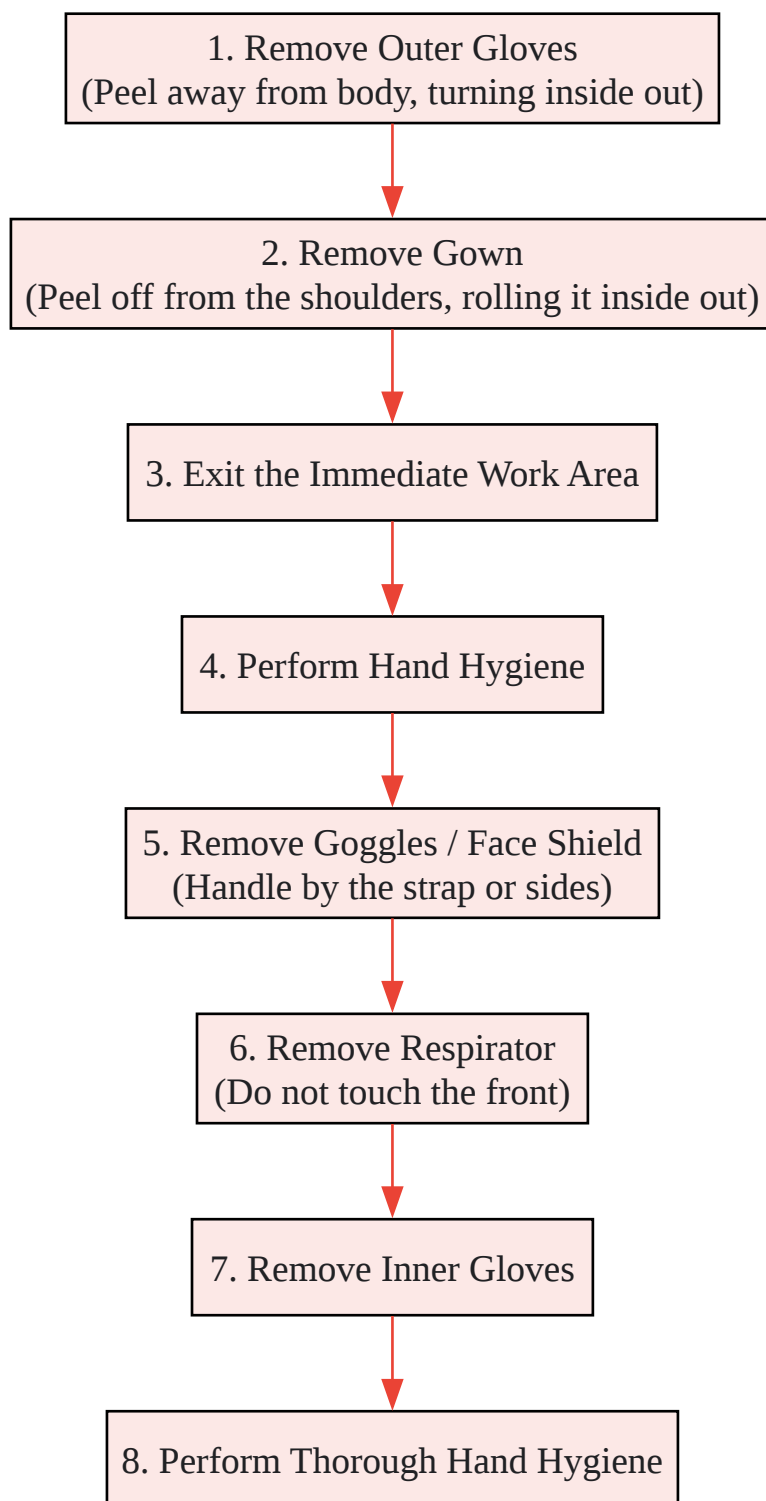 1. Remove Outer Gloves
(Peel away from body, turning inside out)
2. Remove Gown
(Peel off from the shoulders, rolling it inside out)
3. Exit the Immediate Work Area
4. Perform Hand Hygiene
5. Remove Goggles / Face Shield
(Handle by the strap or sides)
6. Remove Respirator
(Do not touch the front)
7. Remove Inner Gloves
8. Perform Thorough Hand Hygiene